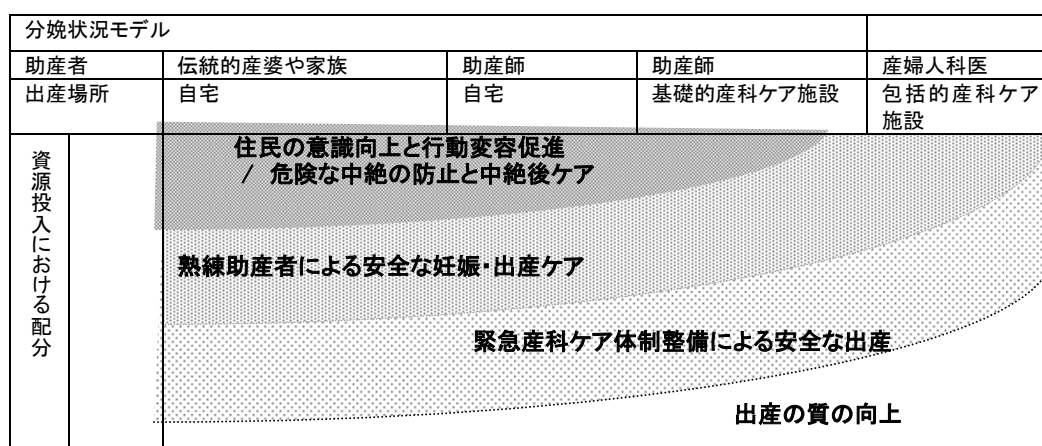 分娩状況モデル
助産者 伝統的産婆や家族 助産師 助産師 産婦人科医
出産場所 自宅 自宅 基礎的産科ケア施設 包括的産科ケア
施設
資源投入における配分
住民の意識向上と行動変容促進
/ 危険な中絶の防止と中絶後ケア
熟練助産者による安全な妊娠・出産ケア
緊急産科ケア体制整備による安全な出産
出産の質の向上